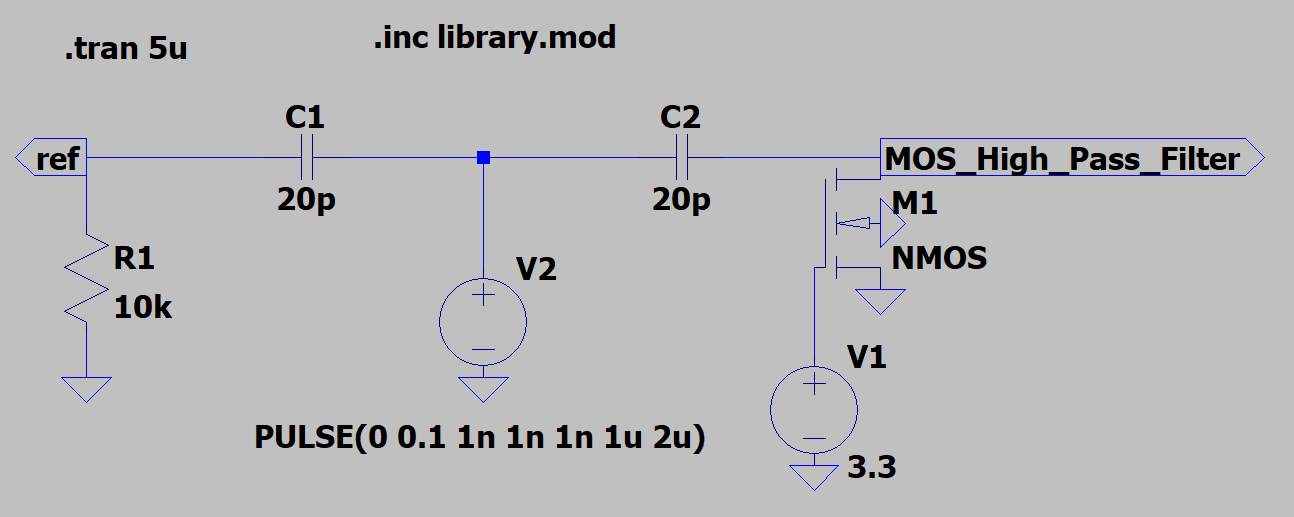 .tran 5u
.inc library.mod
C1
C2
ref
MOS_High_Pass_Filter
20p
20p
M1
R1
V2
NMOS
10k
+
−
V1
+
−
PULSE(0 0.1 1n 1n 1n 1u 2u)
3.3